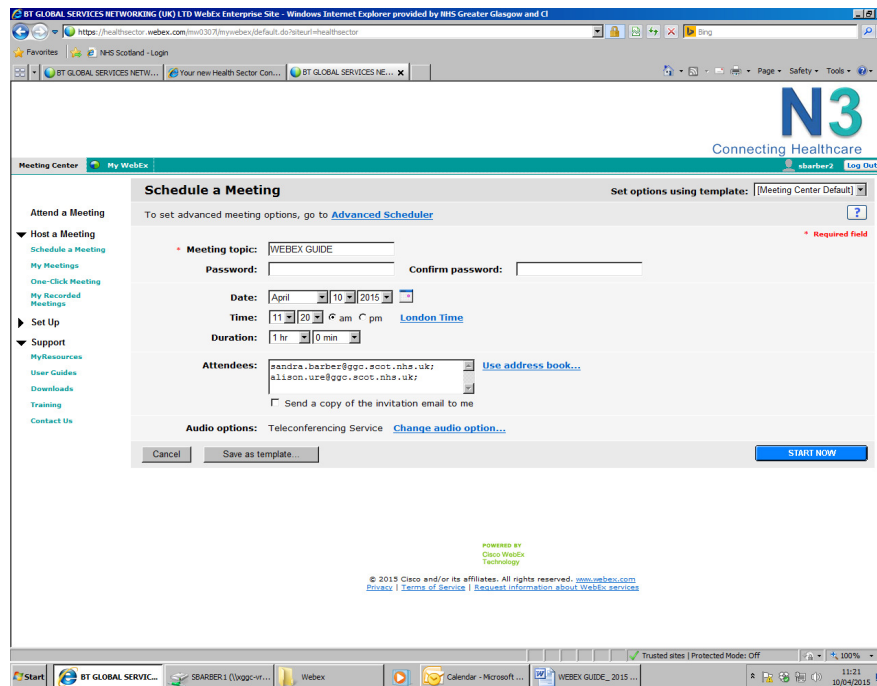 BT GLOBAL SERVICES NETWORKING (UK) LTD WebEx Enterprise Site - Windows Internet Explorer provided by NHS Greater Glasgow and Cl
https://healthsector.webex.com/mw0307l/mywebex/default.do?siteurl=healthsector
Bing
Favorites
NHS Scotland - Login
BT GLOBAL SERVICES NETW...
Your new Health Sector Con...
BT GLOBAL SERVICES NE...
Page
Safety
Tools
N3
Connecting Healthcare
Meeting Center
My WebEx
sbarber2
Log Out
Schedule a Meeting
Set options using template: [Meeting Center Default]
Attend a Meeting
To set advanced meeting options, go to Advanced Scheduler
?
Host a Meeting
* Required field
Schedule a Meeting
* Meeting topic: WEBEX GUIDE
My Meetings
Password:
Confirm password:
One-Click Meeting
My Recorded
Meetings
Date: April 10 2015
Set Up
Time: 11 20 am pm London Time
Support
Duration: 1 hr 0 min
MyResources
User Guides
Attendees: sandra.barber@ggc.scot.nhs.uk;
alison.ure@ggc.scot.nhs.uk;
Use address book...
Downloads
Training
Send a copy of the invitation email to me
Contact Us
Audio options: Teleconferencing Service Change audio option...
Cancel
Save as template...
START NOW
POWERED BY
Cisco WebEx
Technology
© 2015 Cisco and/or its affiliates. All rights reserved. www.webex.com
Privacy | Terms of Service | Request information about WebEx services
Trusted sites | Protected Mode: Off
100%
Start
BT GLOBAL SERVIC...
SBARBER1 (\\xggc-vr...
Webex
Calendar - Microsoft ...
WEBEX GUIDE_ 2015 ...
11:21
10/04/2015